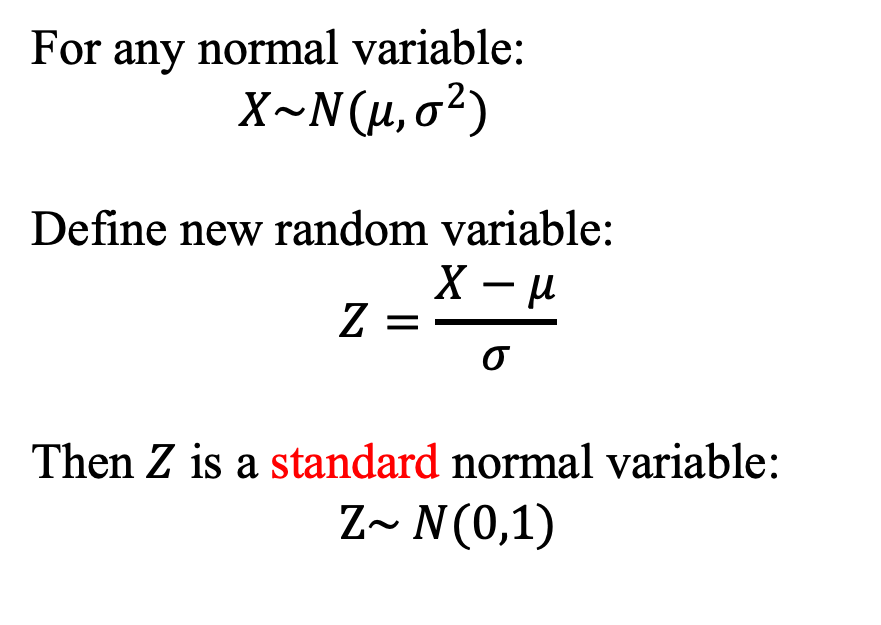 For any normal variable:
X~N(μ,σ²)
Define new random variable:
Z = (X − μ)/σ
Then Z is a standard normal variable:
Z~ N(0,1)